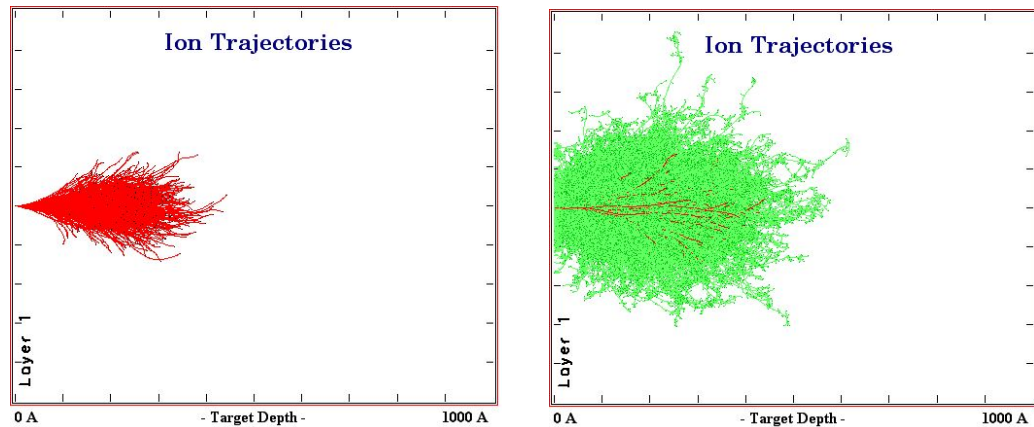 Ion Trajectories
Layer 1
0 A - Target Depth - 1000 A
Ion Trajectories
Layer 1
0 A - Target Depth - 1000 A